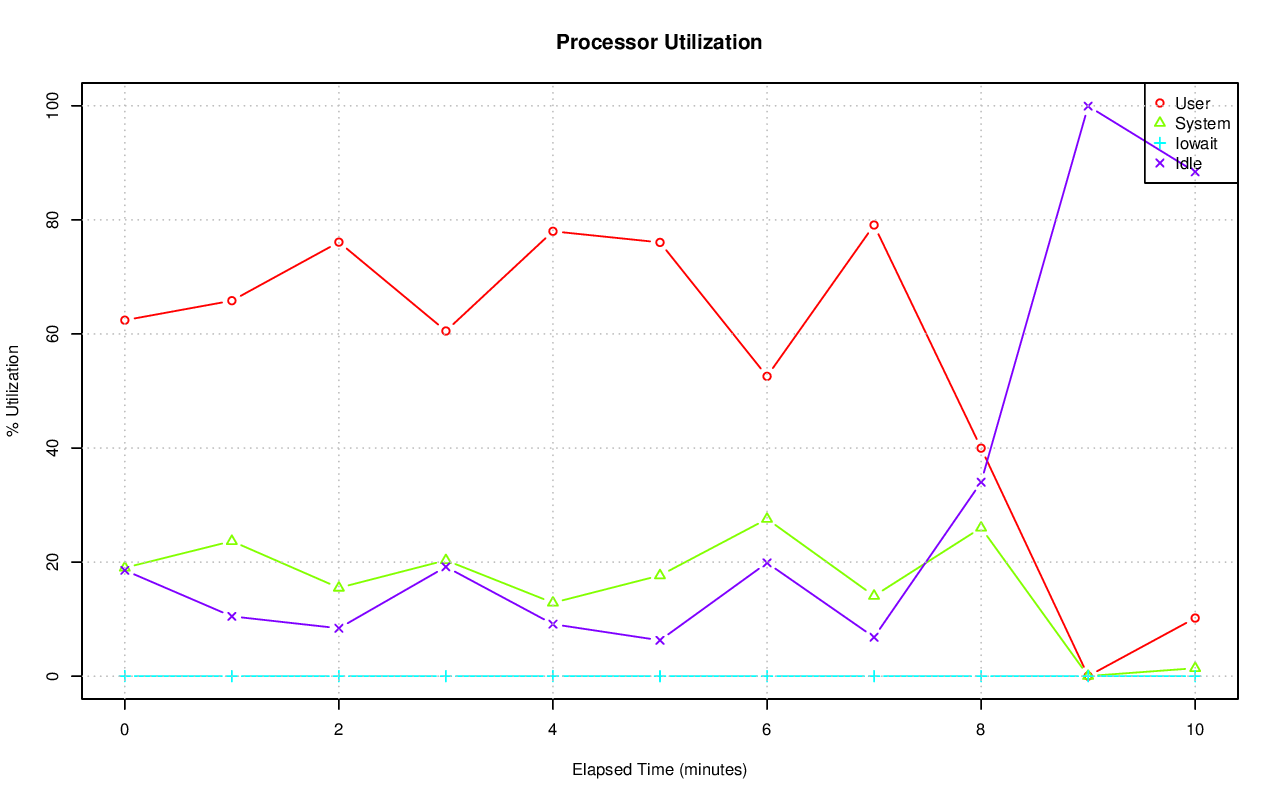 Processor Utilization
% Utilization
100
80
60
40
20
0
User
System
Iowait
Idle
0 2 4 6 8 10
Elapsed Time (minutes)